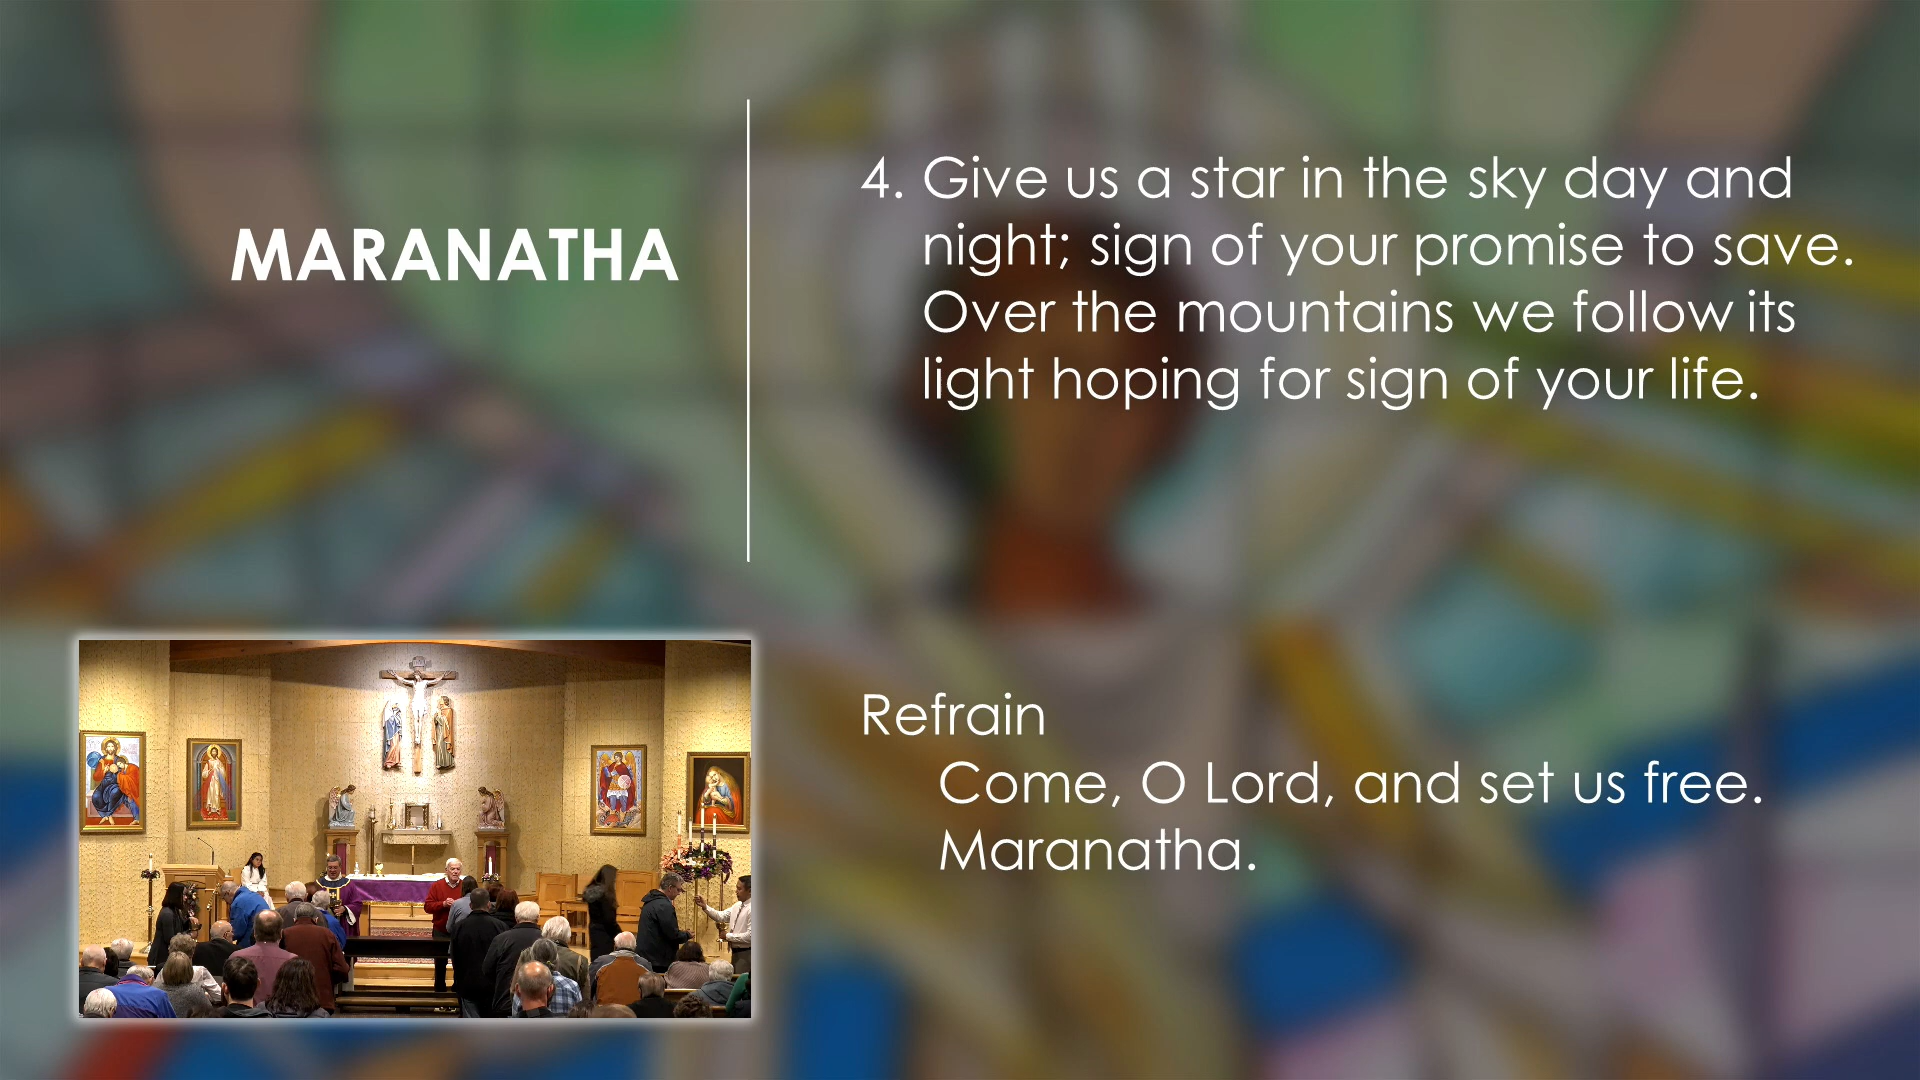 MARANATHA
4. Give us a star in the sky day and
night; sign of your promise to save.
Over the mountains we follow its
light hoping for sign of your life.
Refrain
Come, O Lord, and set us free.
Maranatha.